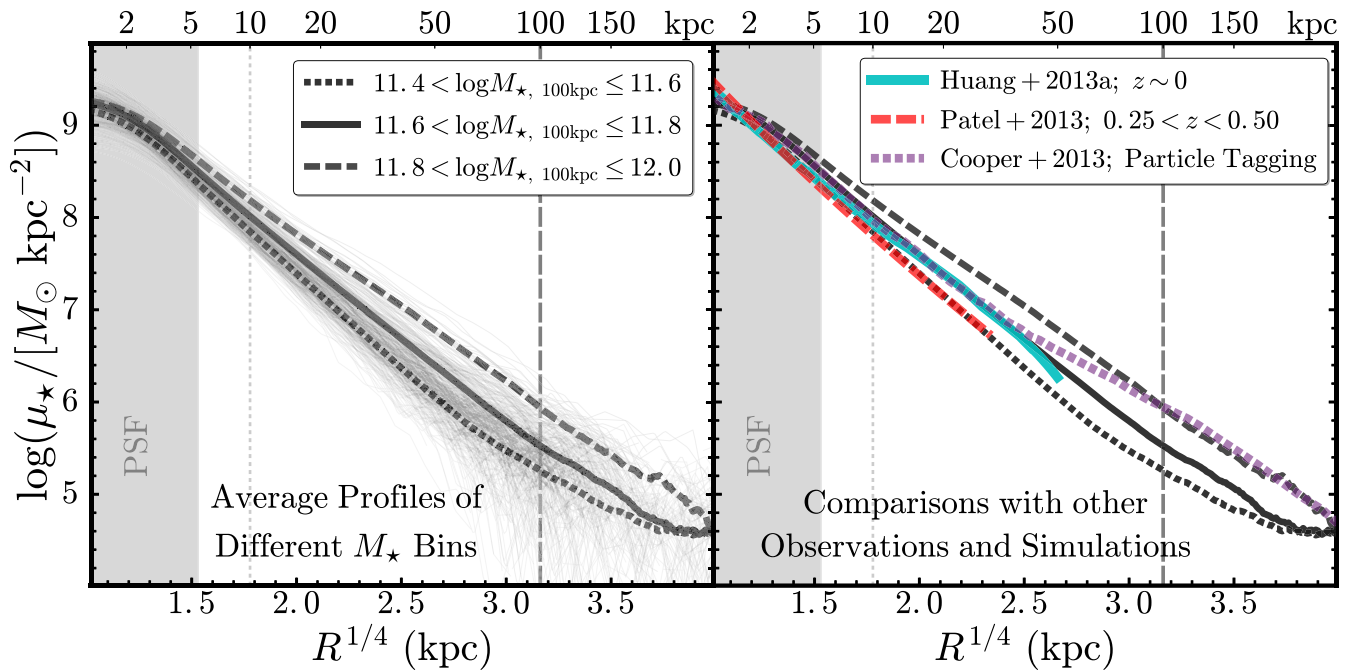 2 5 10 20 50 100 150 kpc
2 5 10 20 50 100 150 kpc
11.4 < logM⋆, 100kpc ≤ 11.6
11.6 < logM⋆, 100kpc ≤ 11.8
11.8 < logM⋆, 100kpc ≤ 12.0
Huang+2013a; z∼0
Patel+2013; 0.25<z<0.50
Cooper+2013; Particle Tagging
log(μ⋆/[M⊙ kpc⁻²])
9
8
7
6
5
PSF
PSF
Average Profiles of
Different M⋆ Bins
Comparisons with other
Observations and Simulations
1.5 2.0 2.5 3.0 3.5
1.5 2.0 2.5 3.0 3.5
R^{1/4} (kpc)
R^{1/4} (kpc)